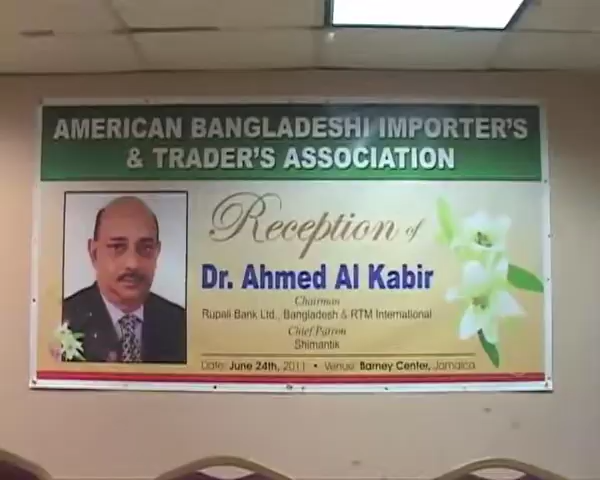 AMERICAN BANGLADESHI IMPORTER'S
& TRADER'S ASSOCIATION
Reception of
Dr. Ahmed Al Kabir
Chairman
Rupali Bank Ltd., Bangladesh & RTM International
Chief Patron
Shimantik
Date: June 24th, 2011 • Venue: Barney Center, Jamaica